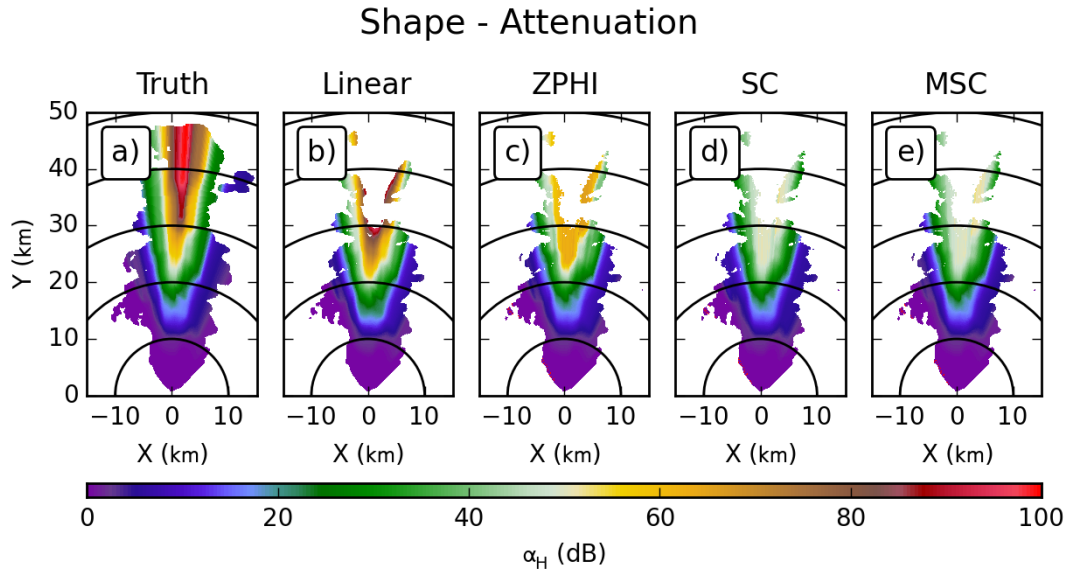 Shape - Attenuation
Truth Linear ZPHI SC MSC
50
a) b) c) d) e)
40
30
Y (km)
20
10
0
−10 0 10 −10 0 10 −10 0 10 −10 0 10 −10 0 10
X (km) X (km) X (km) X (km) X (km)
0 20 40 60 80 100
α_H (dB)